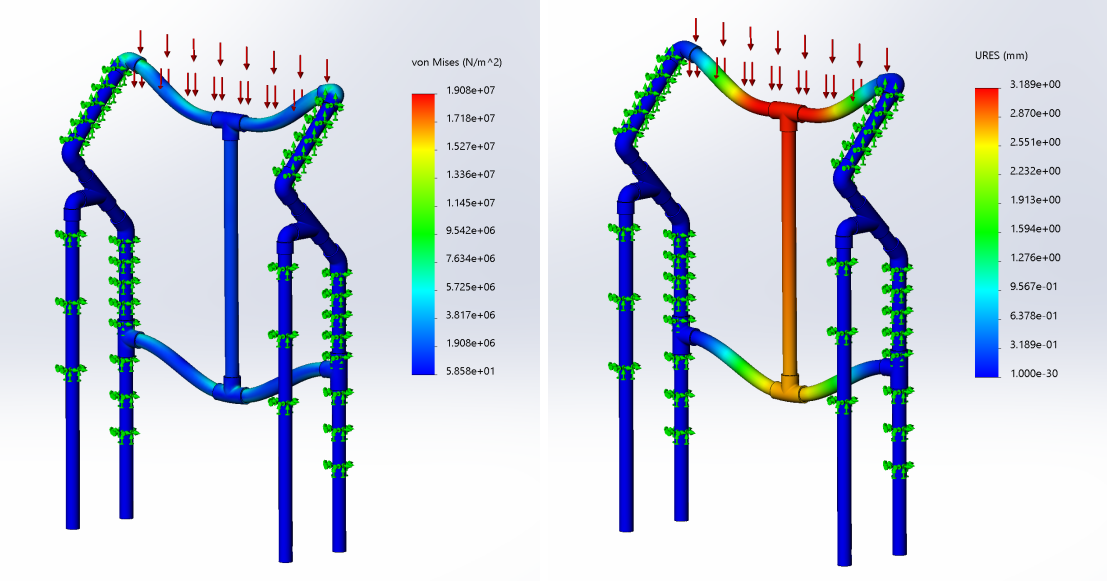 von Mises (N/m^2)
1.908e+07
1.718e+07
1.527e+07
1.336e+07
1.145e+07
9.542e+06
7.634e+06
5.725e+06
3.817e+06
1.908e+06
5.858e+01
URES (mm)
3.189e+00
2.870e+00
2.551e+00
2.232e+00
1.913e+00
1.594e+00
1.276e+00
9.567e-01
6.378e-01
3.189e-01
1.000e-30